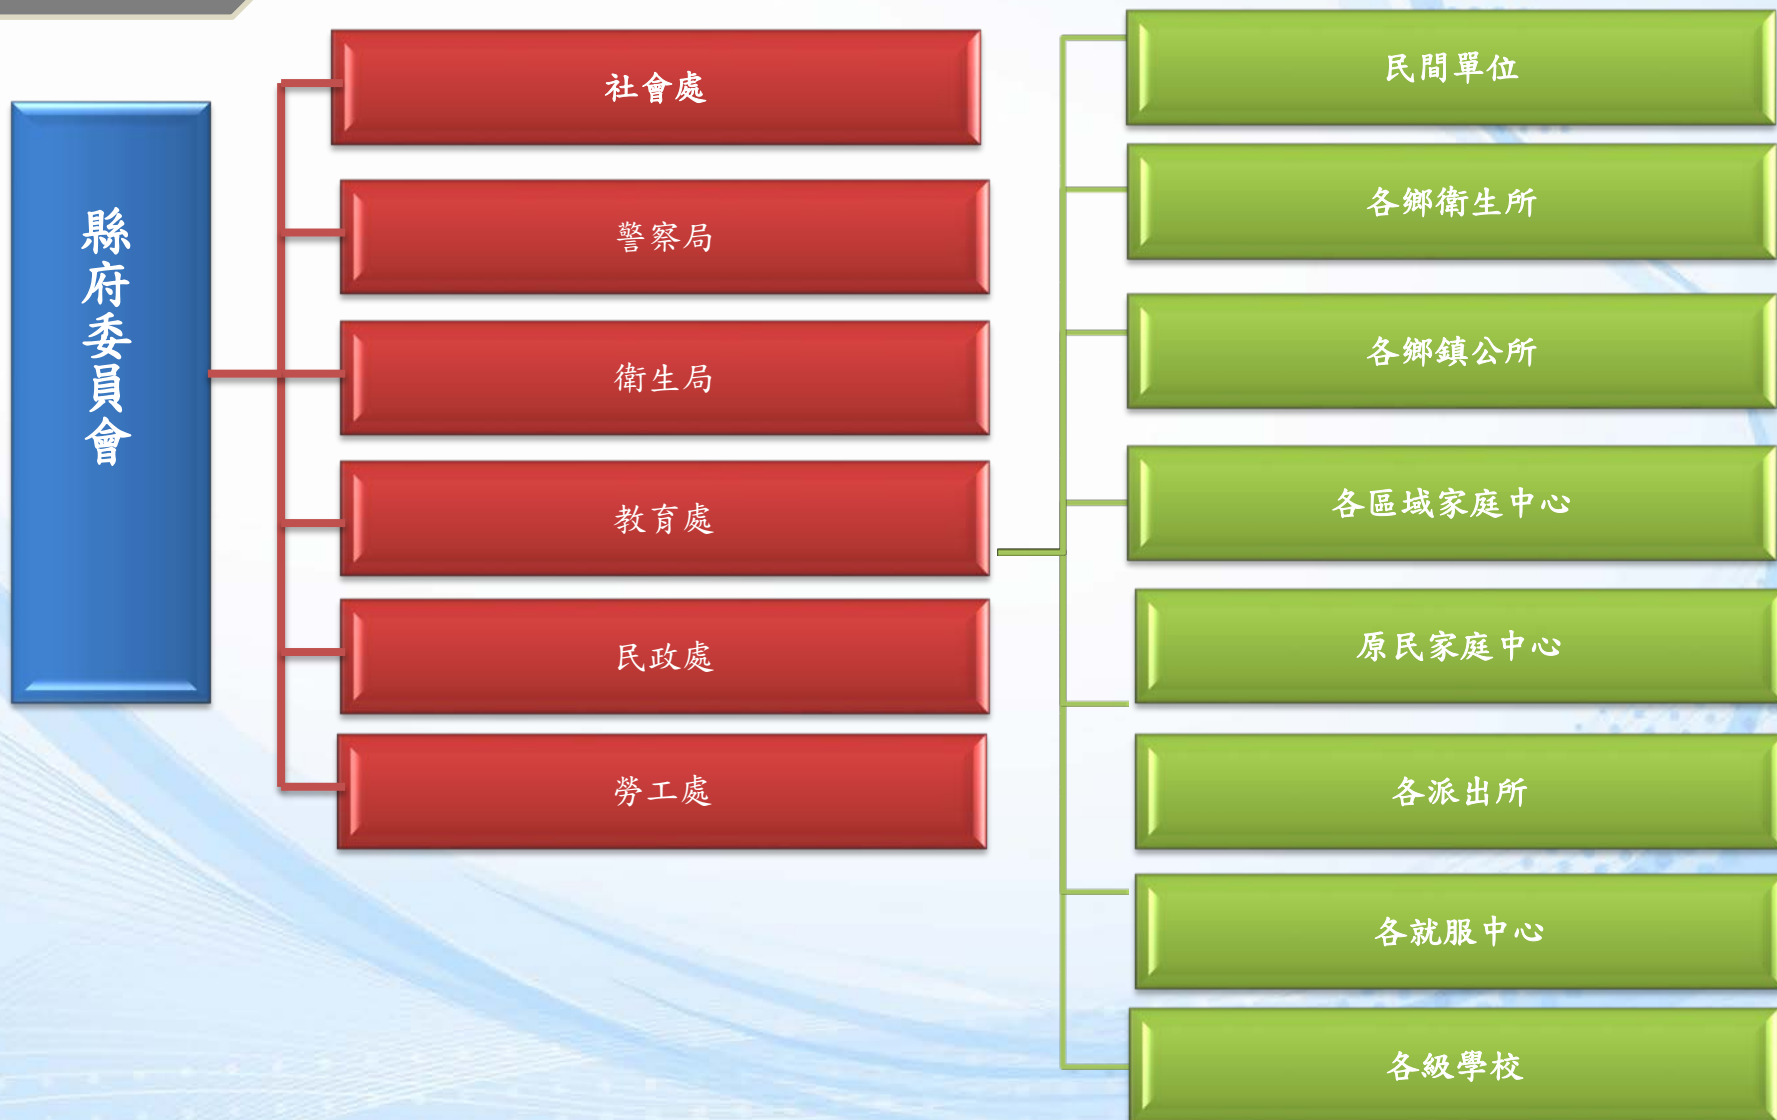 縣府委員會
社會處
警察局
衛生局
教育處
民政處
勞工處
民間單位
各鄉衛生所
各鄉鎮公所
各區域家庭中心
原民家庭中心
各派出所
各就服中心
各級學校